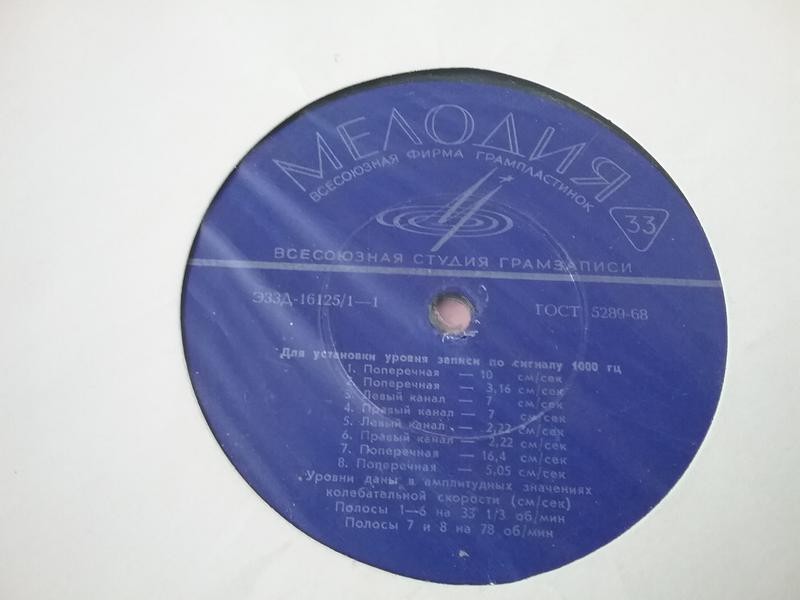 МЕЛОДИЯ
ВСЕСОЮЗНАЯ ФИРМА ГРАМПЛАСТИНОК
33
ВСЕСОЮЗНАЯ СТУДИЯ ГРАМЗАПИСИ
Э33Д-16125/1—1 ГОСТ 5289-68
Для установки уровня записи по сигналу 1000 гц
1. Поперечная — 10 см/сек
2. Поперечная — 3,16 см/сек
3. Левый канал — 7 см/сек
4. Правый канал — 7 см/сек
5. Левый канал — 2,22 см/сек
6. Правый канал — 2,22 см/сек
7. Поперечная — 16,4 см/сек
8. Поперечная — 5,05 см/сек
Уровни даны в амплитудных значениях
колебательной скорости (см/сек)
Полосы 1—6 на 33 1/3 об/мин
Полосы 7 и 8 на 78 об/мин